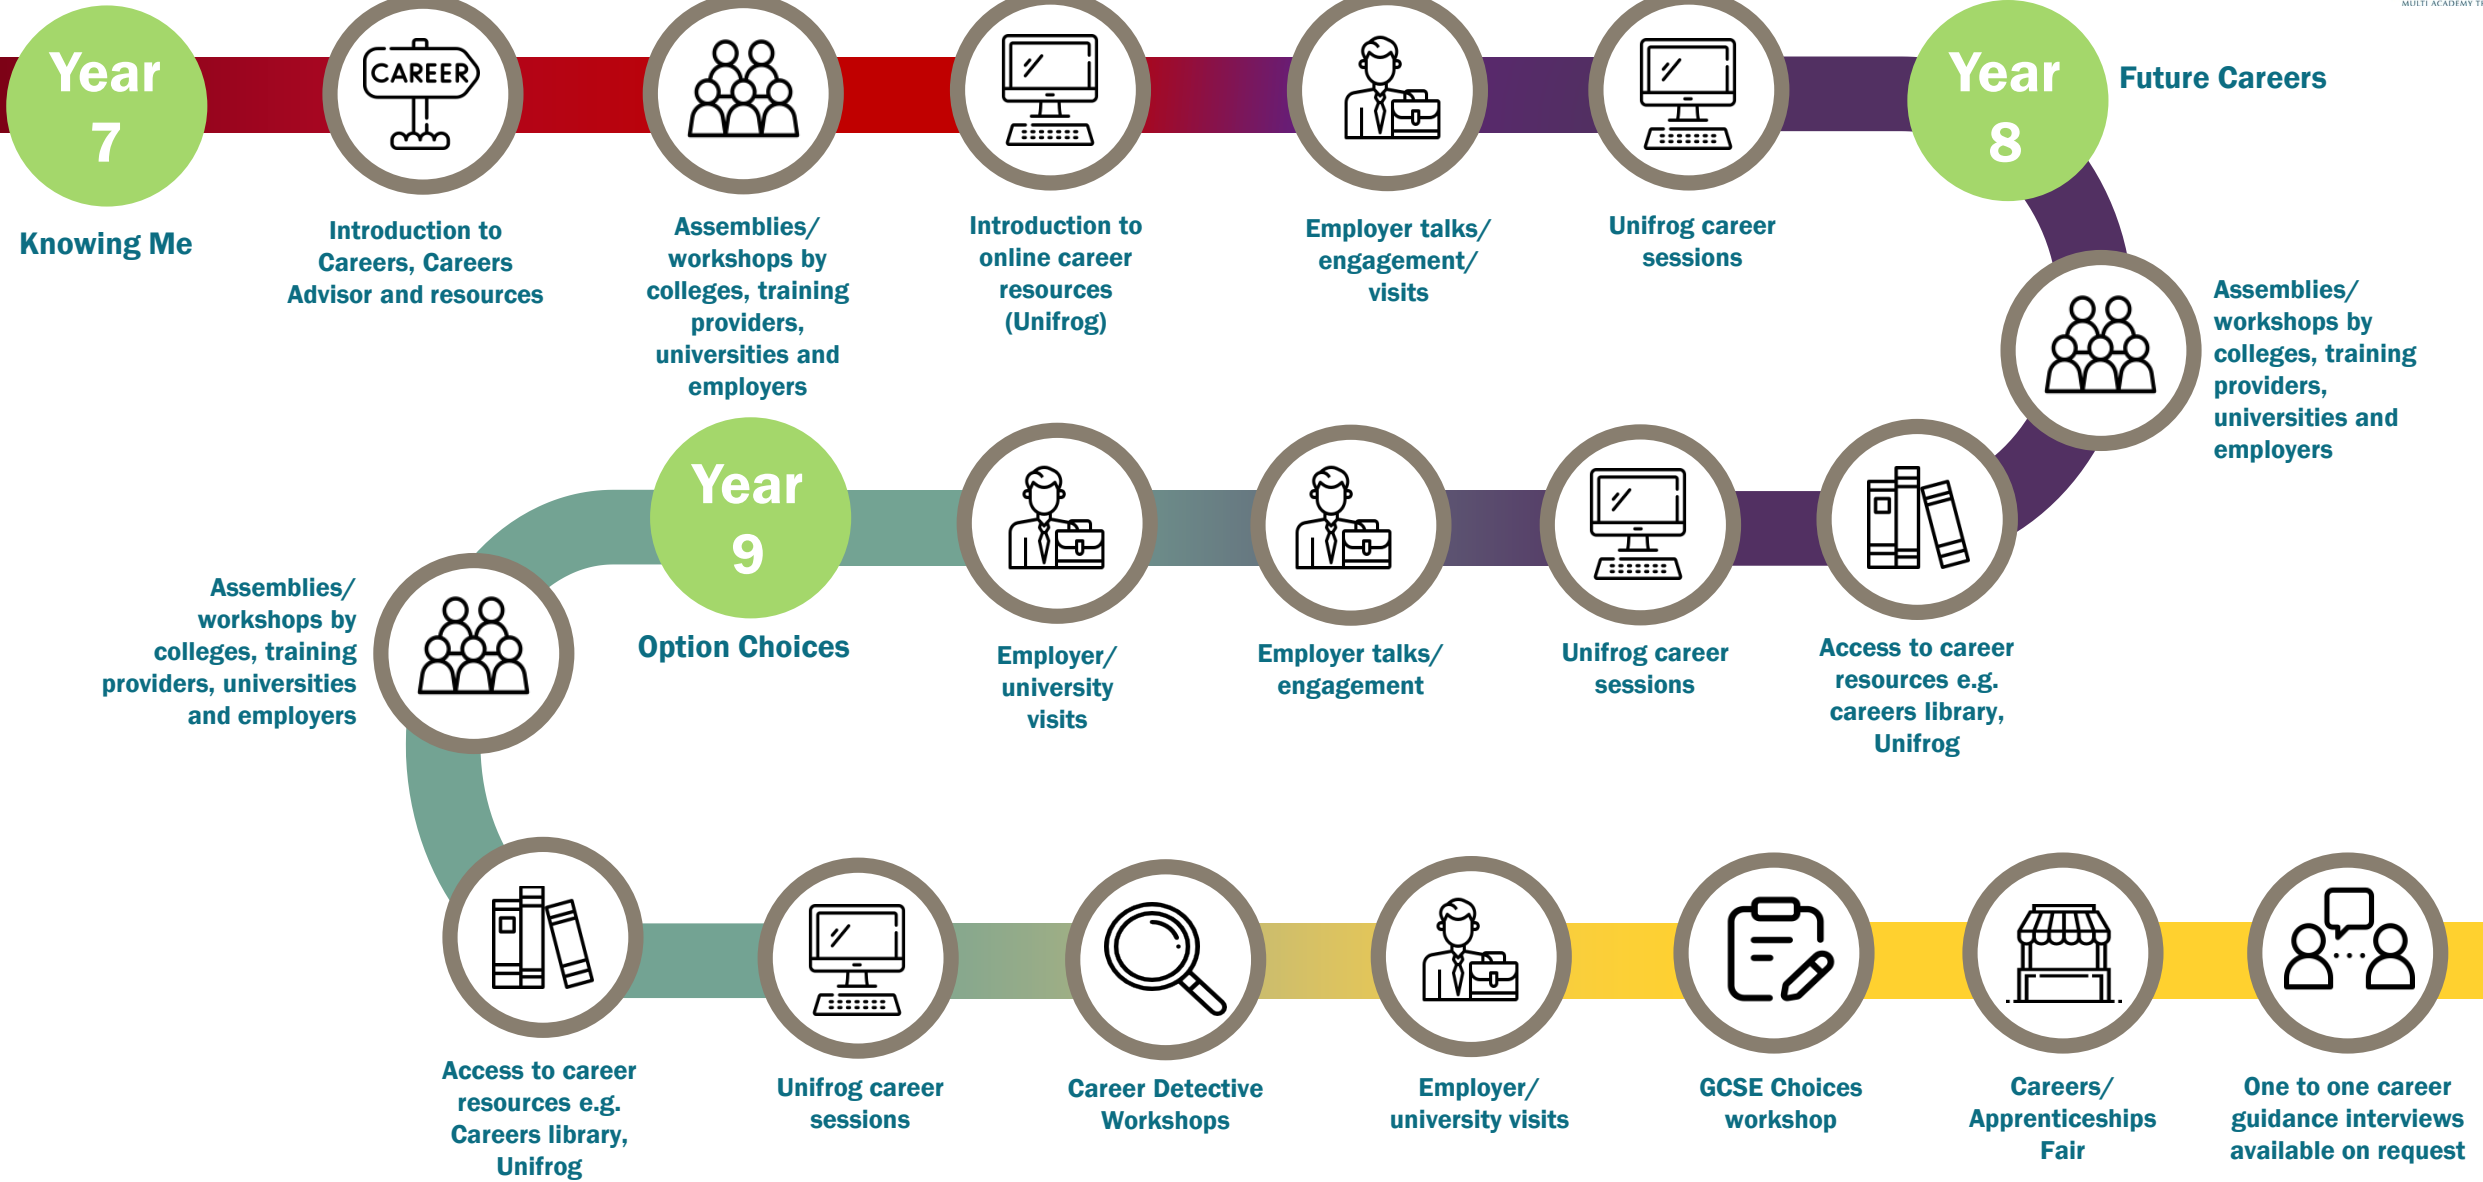 MULTI ACADEMY TR
Year
7
Knowing Me
CAREER
Introduction to
Careers, Careers
Advisor and resources
Assemblies/
workshops by
colleges, training
providers,
universities and
employers
Introduction to
online career
resources
(Unifrog)
Employer talks/
engagement/
visits
Unifrog career
sessions
Year
8
Future Careers
Assemblies/
workshops by
colleges, training
providers,
universities and
employers
Access to career
resources e.g.
careers library,
Unifrog
Unifrog career
sessions
Employer talks/
engagement
Employer/
university
visits
Year
9
Option Choices
Assemblies/
workshops by
colleges, training
providers, universities
and employers
Access to career
resources e.g.
Careers library,
Unifrog
Unifrog career
sessions
Career Detective
Workshops
Employer/
university visits
GCSE Choices
workshop
Careers/
Apprenticeships
Fair
One to one career
guidance interviews
available on request